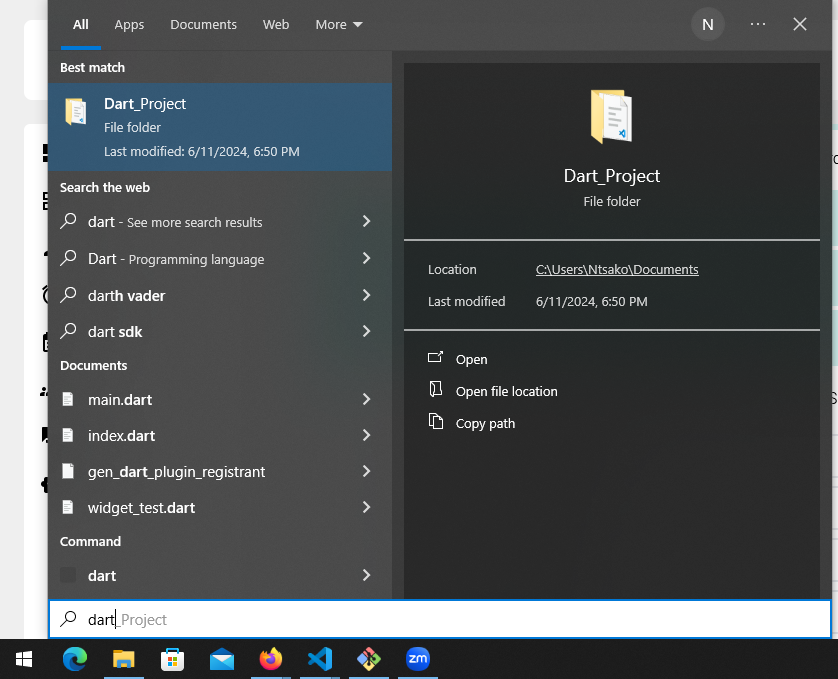 All Apps Documents Web More N
Best match
Dart_Project
File folder
Last modified: 6/11/2024, 6:50 PM
Search the web
dart - See more search results
Dart - Programming language
darth vader
dart sdk
Documents
main.dart
index.dart
gen_dart_plugin_registrant
widget_test.dart
Command
dart
Dart_Project
File folder
Location C:\Users\Ntsako\Documents
Last modified 6/11/2024, 6:50 PM
Open
Open file location
Copy path
dart_Project
zm